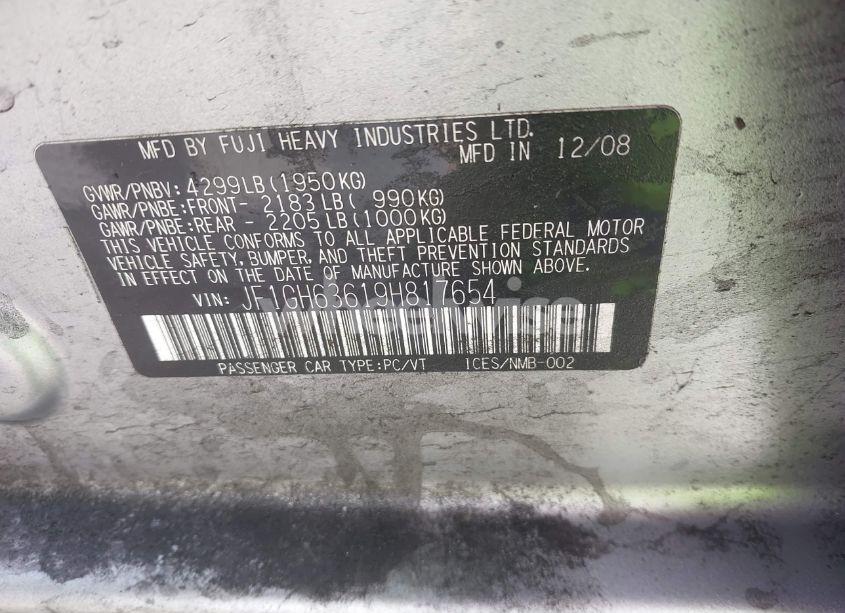 MFD BY FUJI HEAVY INDUSTRIES LTD.
MFD IN 12/08
GVWR/PNBV: 4299LB(1950KG)
GAWR/PNBE:FRONT- 2183LB( 990KG)
GAWR/PNBE:REAR - 2205LB(1000KG)
THIS VEHICLE CONFORMS TO ALL APPLICABLE FEDERAL MOTOR
VEHICLE SAFETY, BUMPER, AND THEFT PREVENTION STANDARDS
IN EFFECT ON THE DATE OF MANUFACTURE SHOWN ABOVE.
VIN: JF1GH63619H817654
PASSENGER CAR TYPE:PC/VT ICES/NMB-002